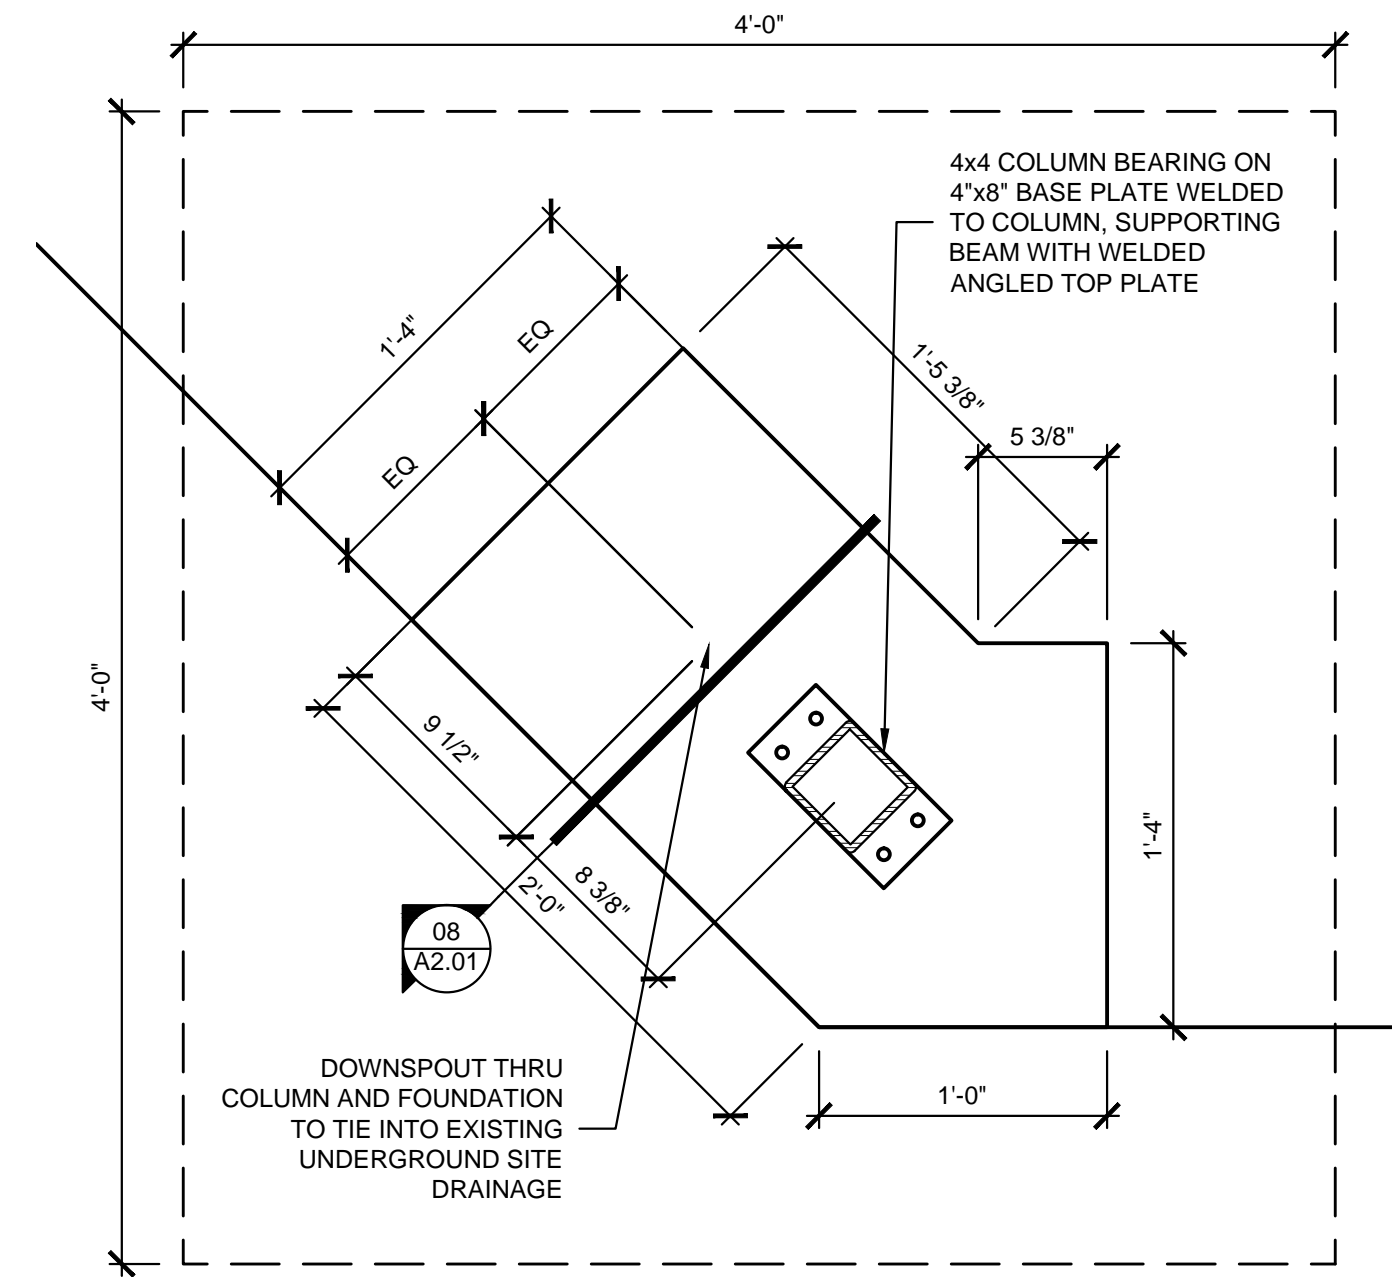 4'-0"
4x4 COLUMN BEARING ON
4"x8" BASE PLATE WELDED
TO COLUMN, SUPPORTING
BEAM WITH WELDED
ANGLED TOP PLATE
1'-4"
EQ
1'-5 3/8"
5 3/8"
EQ
4'-0"
9 1/2"
8 3/8"
2'-0"
1'-4"
08
A2.01
DOWNSPOUT THRU
COLUMN AND FOUNDATION
TO TIE INTO EXISTING
UNDERGROUND SITE
DRAINAGE
1'-0"